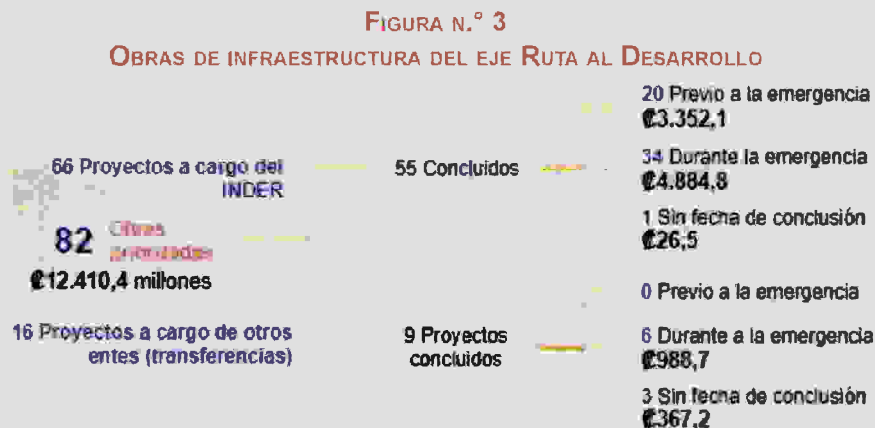 FIGURA N.° 3
OBRAS DE INFRAESTRUCTURA DEL EJE RUTA AL DESARROLLO
66 Proyectos a cargo del
INDER
82 Obras
priorizadas
₡12.410,4 millones
16 Proyectos a cargo de otros
entes (transferencias)
55 Concluidos
9 Proyectos
concluidos
20 Previo a la emergencia
₡3.352,1
34 Durante la emergencia
₡4.884,8
1 Sin fecha de conclusión
₡26,5
0 Previo a la emergencia
6 Durante a la emergencia
₡988,7
3 Sin fecha de conclusión
₡367,2